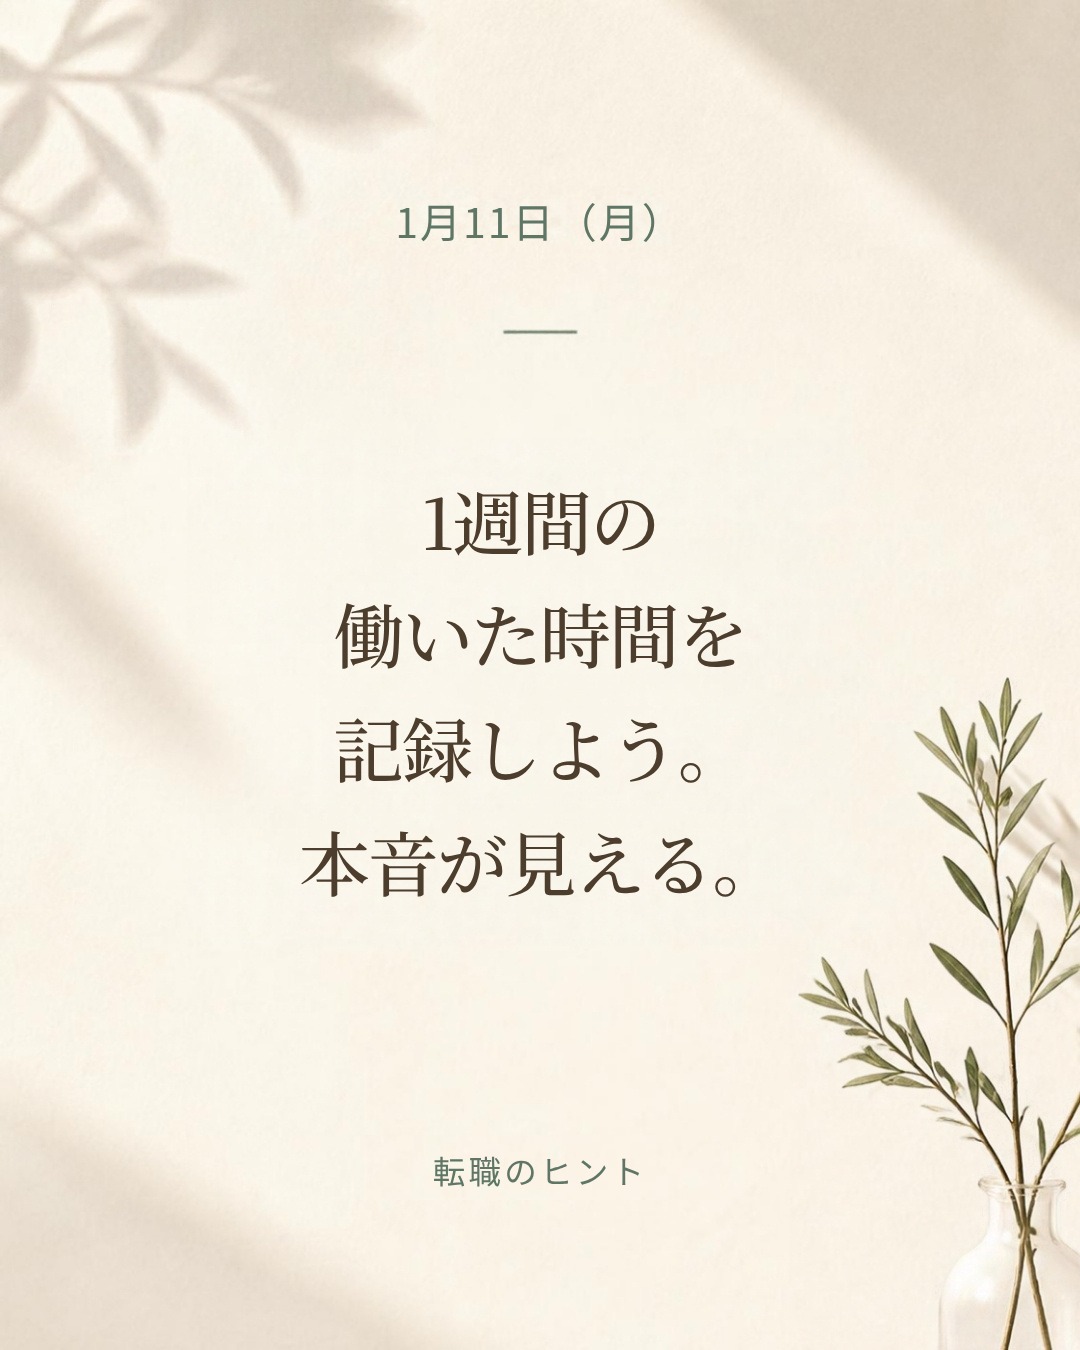 1月11日（月）
1週間の
働いた時間を
記録しよう。
本音が見える。
転職のヒント